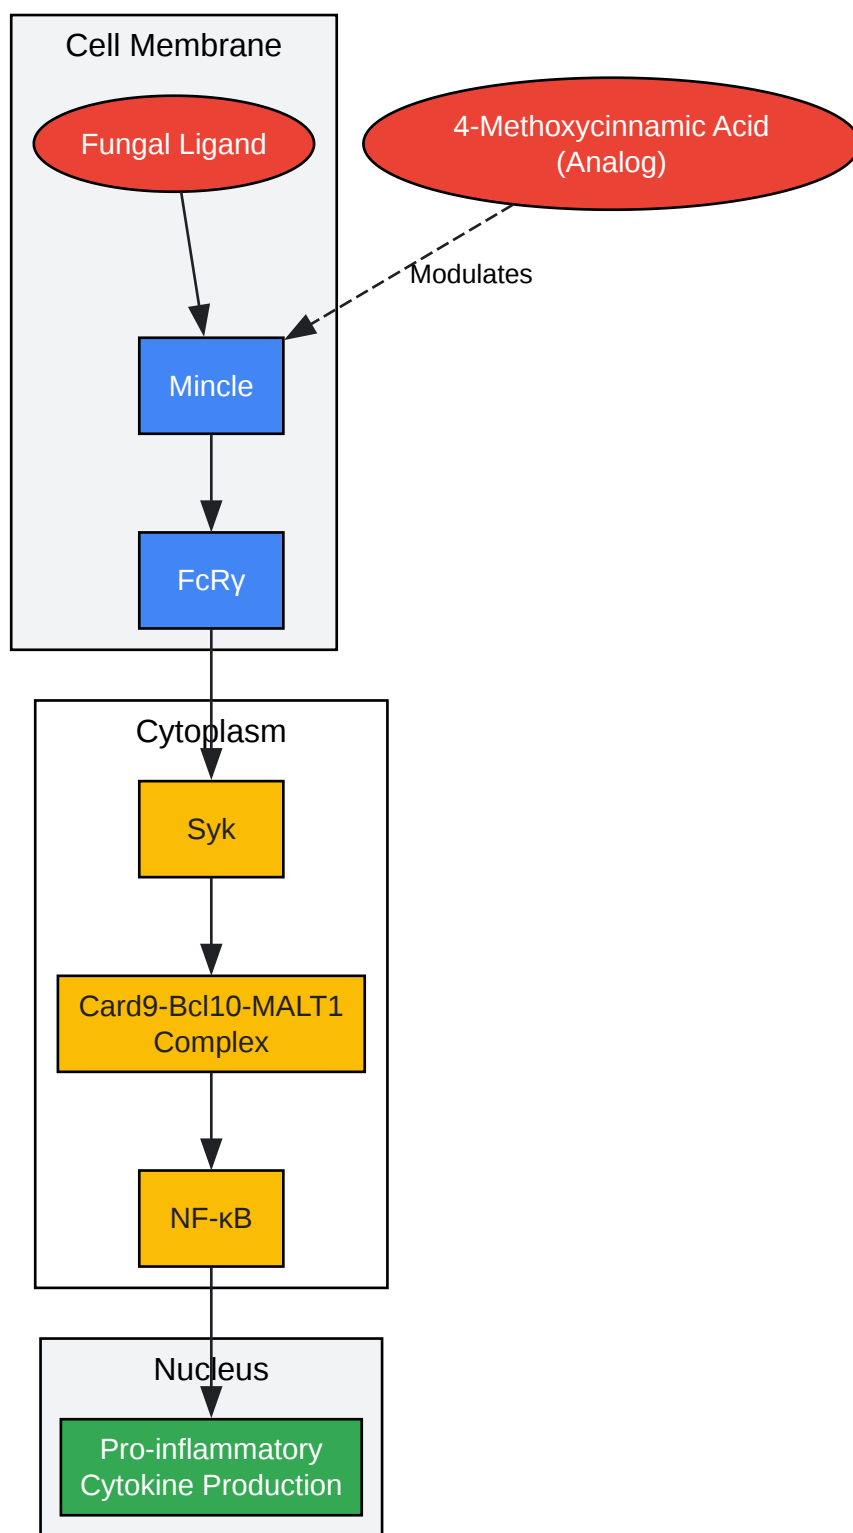 Cell Membrane
Fungal Ligand
4-Methoxycinnamic Acid
(Analog)
Modulates
Mincle
FcRγ
Cytoplasm
Syk
Card9-Bcl10-MALT1
Complex
NF-κB
Nucleus
Pro-inflammatory
Cytokine Production